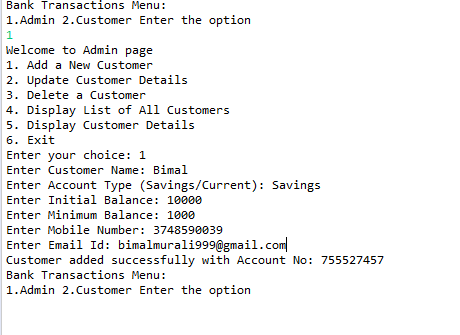 Bank Transactions Menu:
1.Admin 2.Customer Enter the option
1
Welcome to Admin page
1. Add a New Customer
2. Update Customer Details
3. Delete a Customer
4. Display List of All Customers
5. Display Customer Details
6. Exit
Enter your choice: 1
Enter Customer Name: Bimal
Enter Account Type (Savings/Current): Savings
Enter Initial Balance: 10000
Enter Minimum Balance: 1000
Enter Mobile Number: 3748590039
Enter Email Id: bimalmurali999@gmail.com
Customer added successfully with Account No: 755527457
Bank Transactions Menu:
1.Admin 2.Customer Enter the option